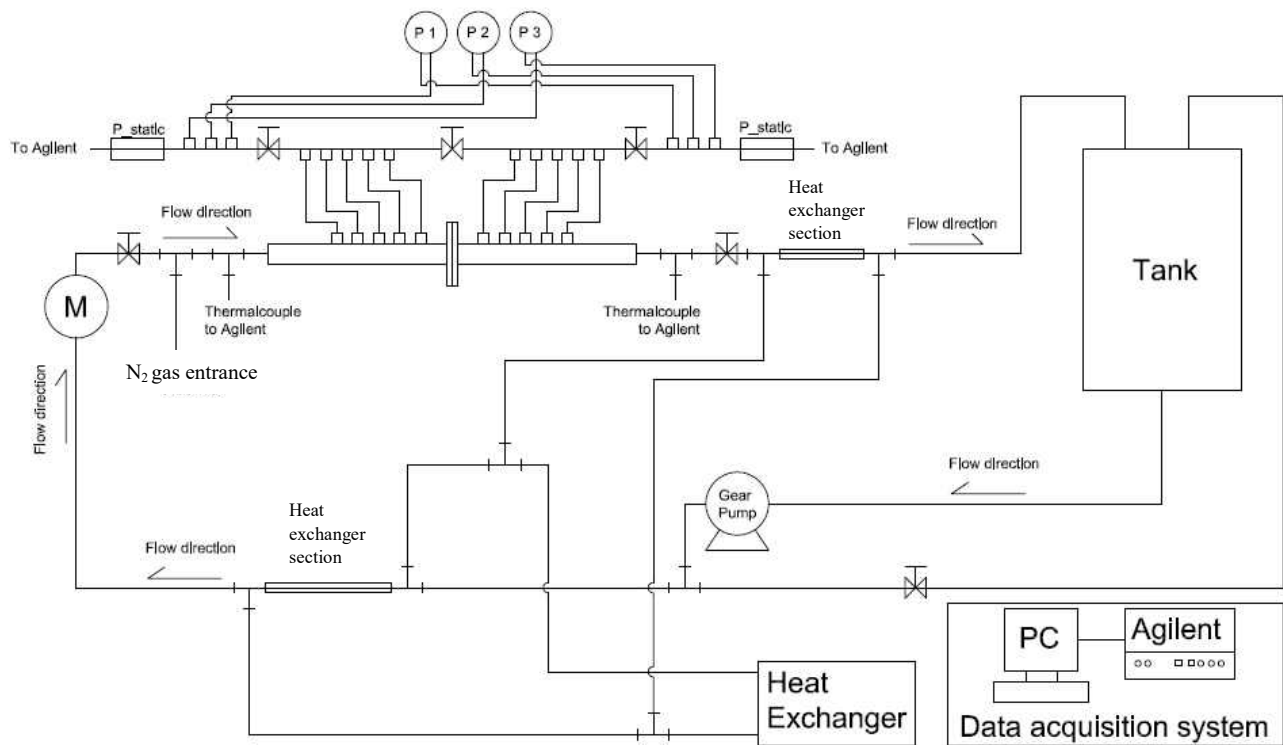 P 1 P 2 P 3
P_static
P_static
To Agilent
To Agilent
Heat
exchanger
section
Flow direction
Flow direction
Tank
M
Thermalcouple
to Agilent
Thermalcouple
to Agilent
N2 gas entrance
Flow direction
Flow direction
Gear
Pump
Heat
exchanger
section
Flow direction
PC
Agilent
Heat
Exchanger
Data acquisition system